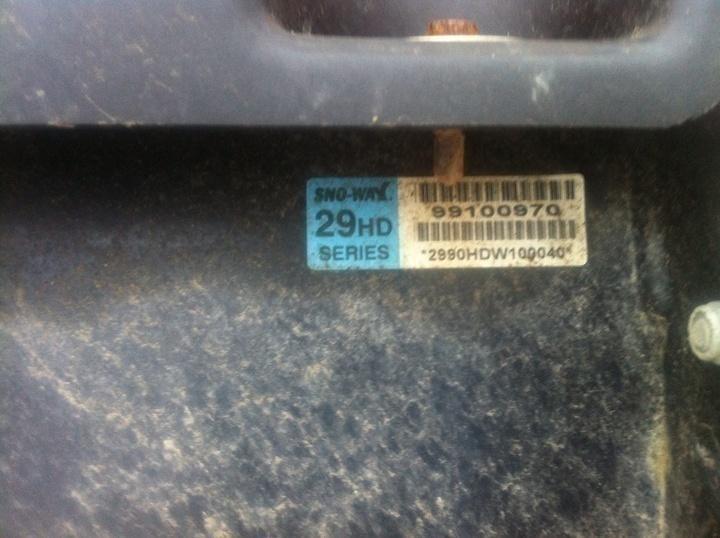 SNO-WAY.
29HD
SERIES
99100970
*2990HDW100040*